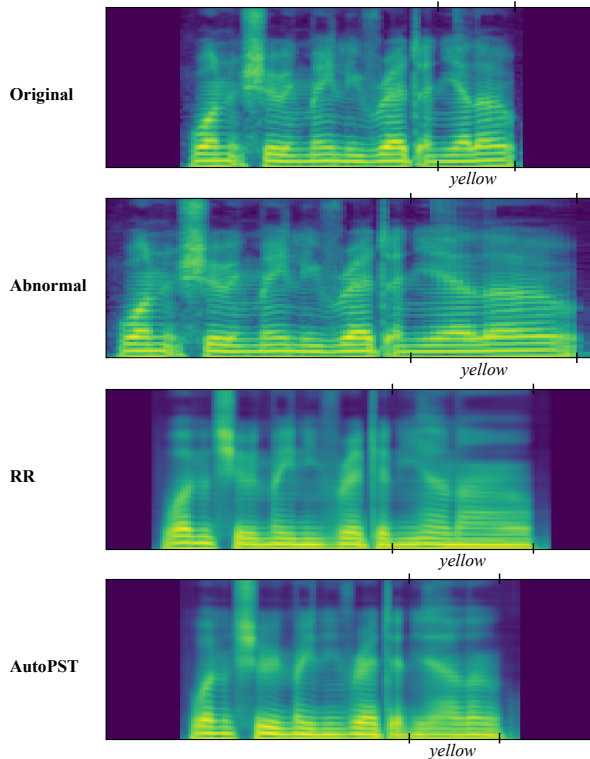 Original
yellow
Abnormal
yellow
RR
yellow
AutoPST
yellow